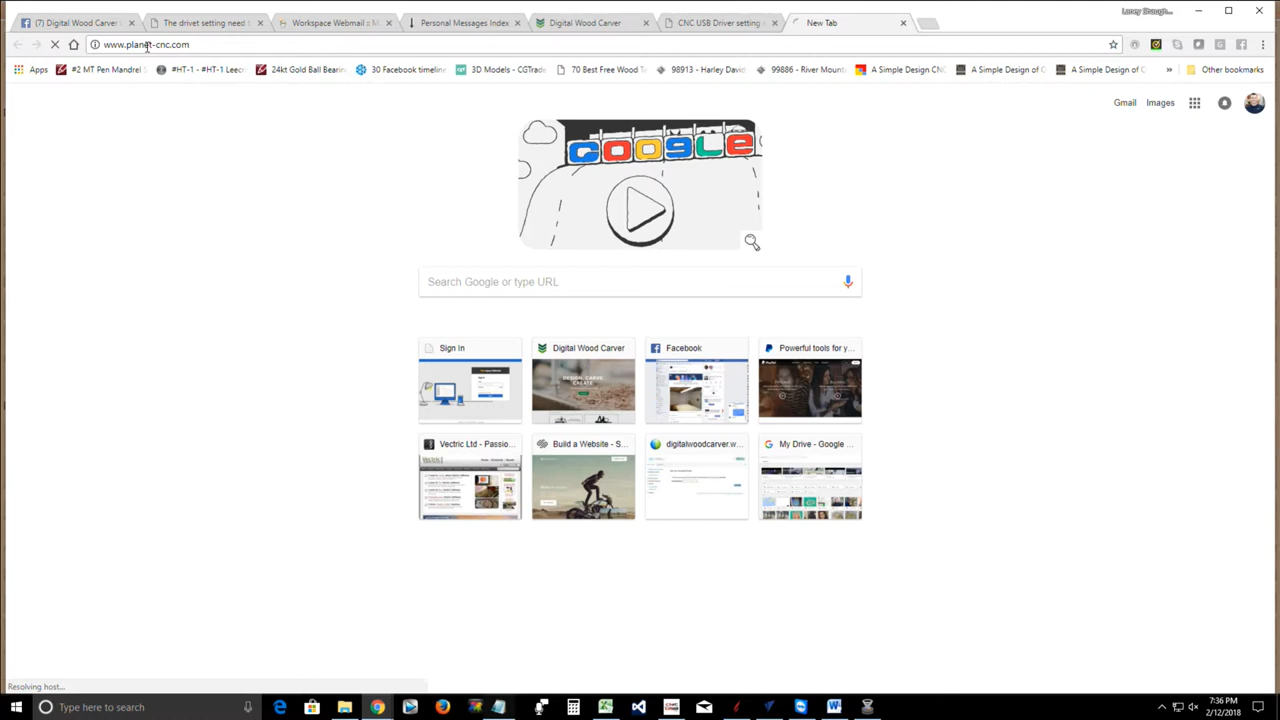 (7) Digital Wood Carver
The drivet setting need t
Workspace Webmail :: M
Personal Messages Index
Digital Wood Carver
CNC USB Driver setting
New Tab
www.planet-cnc.com
Apps
#2 MT Pen Mandrel
#HT-1 - #HT-1 Leecr
24kt Gold Ball Bearin
30 Facebook timeline
3D Models - CGTrade
70 Best Free Wood T
98913 - Harley David
99886 - River Mount
A Simple Design CNC
A Simple Design of C
A Simple Design of C
»
Other bookmarks
Gmail
Images
Google
Search Google or type URL
Sign In
Digital Wood Carver
Facebook
Powerful tools for y...
DESIGN. CARVE.
CREATE
Vectric Ltd - Passio...
Build a Website - S...
digitalwoodcarver.w...
My Drive - Google ...
Resolving host...
Type here to search
7:36 PM
2/12/2018